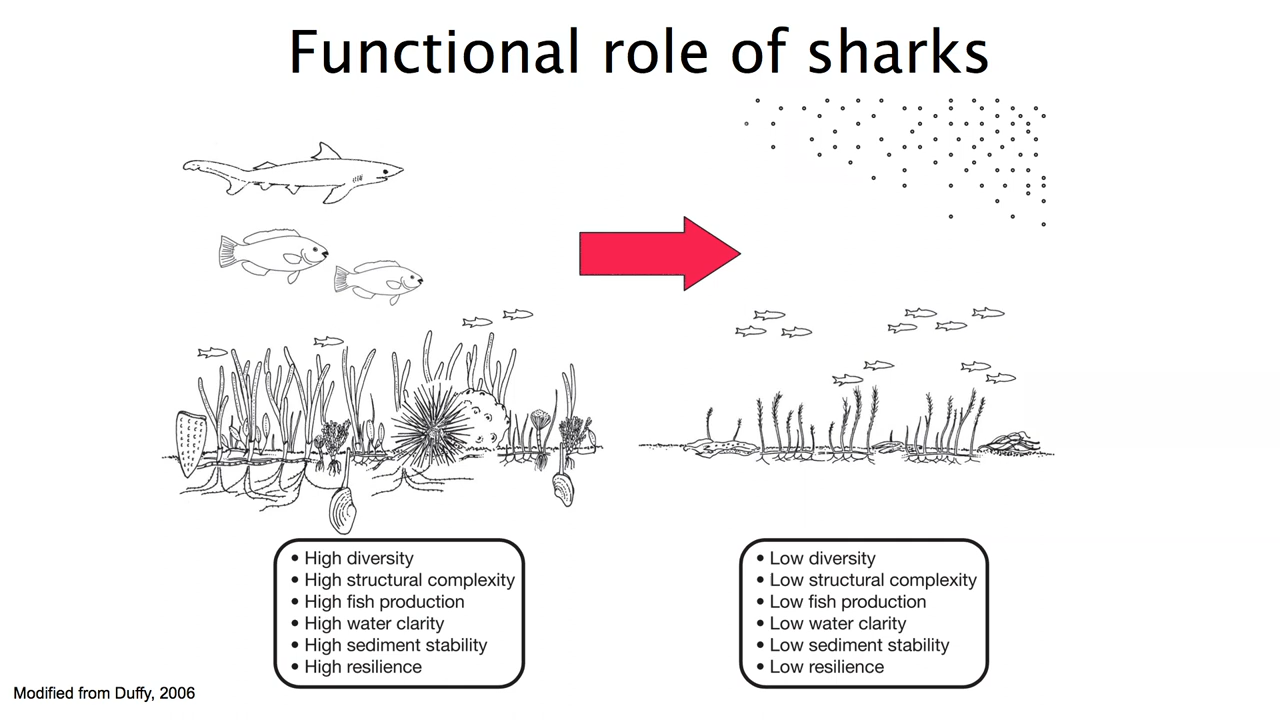 Functional role of sharks
• High diversity
• High structural complexity
• High fish production
• High water clarity
• High sediment stability
• High resilience
• Low diversity
• Low structural complexity
• Low fish production
• Low water clarity
• Low sediment stability
• Low resilience
Modified from Duffy, 2006